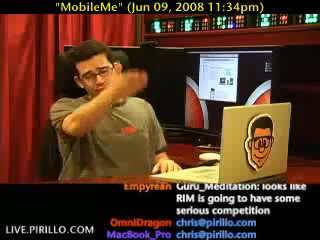 "MobileMe" (Jun 09, 2008 11:34pm)
Empyrean Guru_Meditation: looks like
RIM is going to have some
serious competition
OmniDragon chris@pirillo.com
LIVE.PIRILLO.COM MacBook_Pro chris@pirillo.com